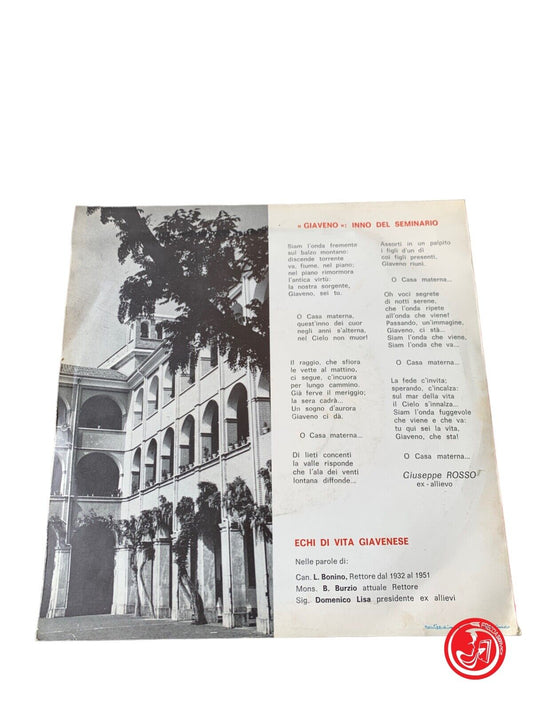 « GIAVENO »: INNO DEL SEMINARIO
Siam l'onda fremente
sul balzo montano:
discende torrente
va, fiume, nel piano;
nel piano rimormora
l'antica virtù:
la nostra sorgente,
Giaveno, sei tu.
O Casa materna,
quest'inno dei cuor
negli anni s'alterna,
nel Cielo non muor!
Il raggio, che sfiora
le vette al mattino,
ci segue, c'incuora
per lungo cammino.
Già ferve il meriggio;
la sera cadrà..
Un sogno d'aurora
Giaveno ci dà.
O Casa materna...
Di lieti concenti
la valle risponde
che l'ala dei venti
lontana diffonde...
Assorti in un palpito
i figli d'un dì
coi figli presenti,
Giaveno riunì.
O Casa materna...
Oh voci segrete
di notti serene,
che l'onda ripete
all'onda che viene!
Passando, un'immagine,
Giaveno, ci stà...
Siam l'onda che viene,
Siam l'onda che va...
O Casa materna...
La fede c'invita;
sperando, c'incalza:
sul mar della vita
il Cielo s'innalza...
Siam l'onda fuggevole
che viene e che va:
tu qui sei la vita,
Giaveno, che sta!
O Casa materna...
Giuseppe ROSSO
ex-allievo
ECHI DI VITA GIAVENESE
Nelle parole di:
Can. L. Bonino, Rettore dal 1932 al 1951
Mons. B. Burzio attuale Rettore
Sig. Domenico Lisa presidente ex allievi